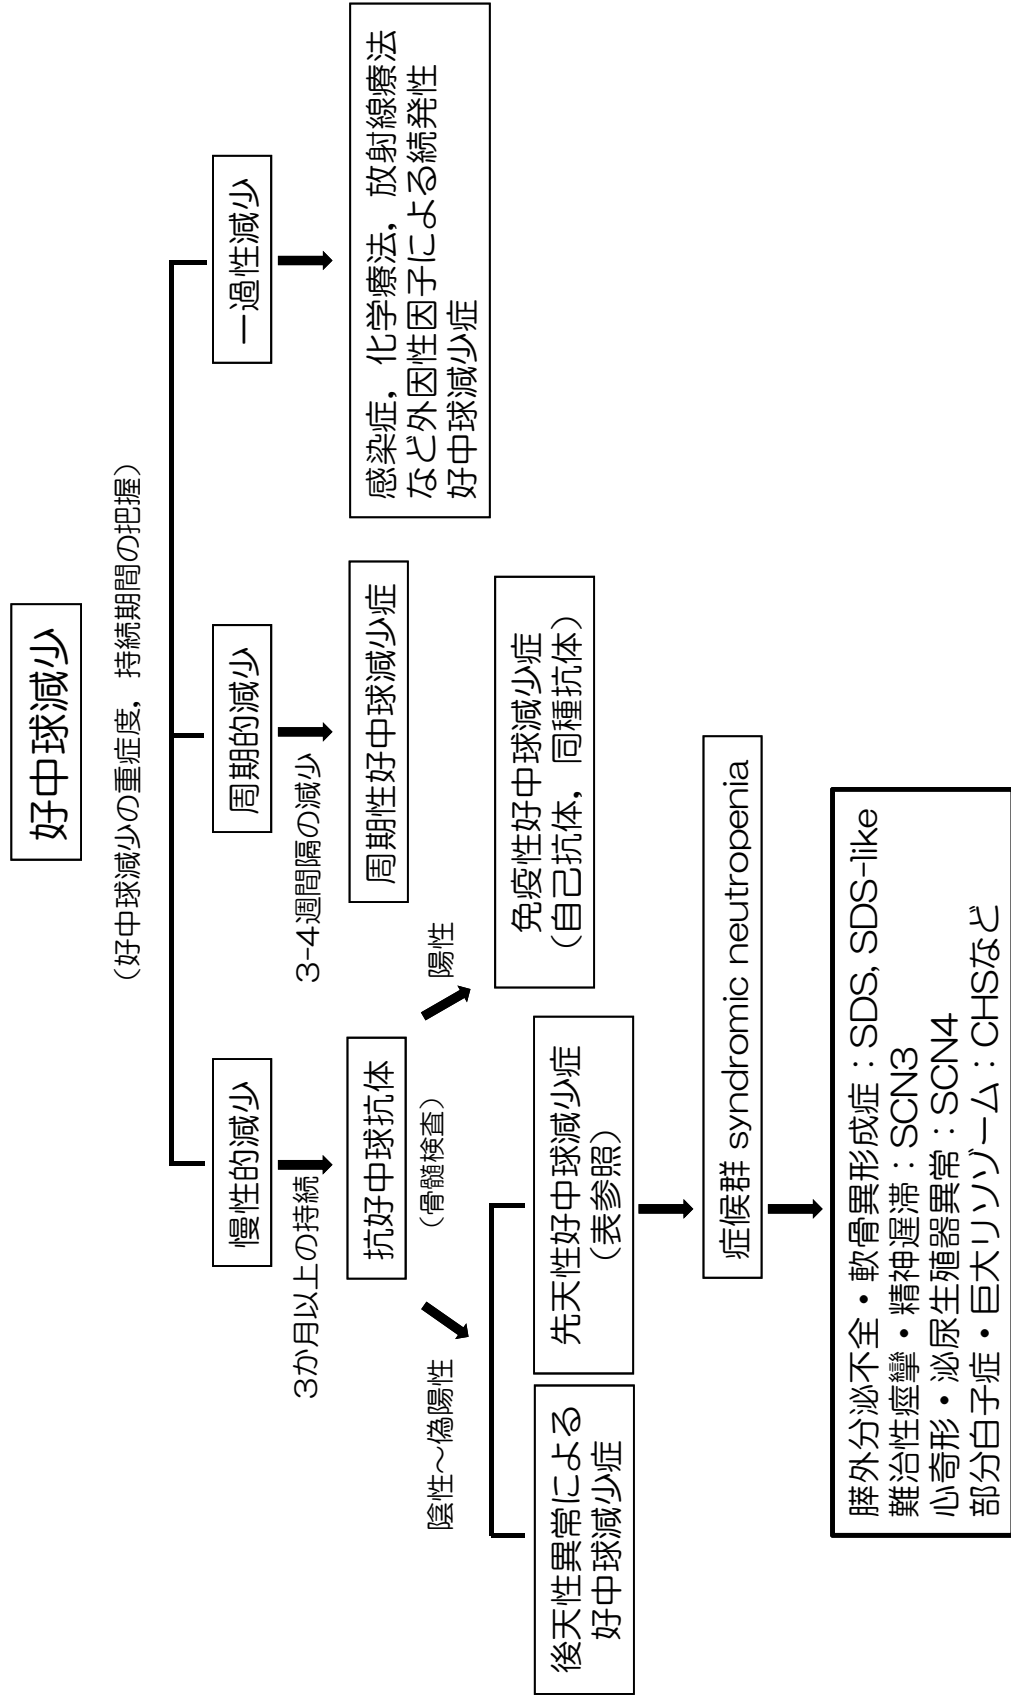 好中球減少
（好中球減少の重症度，持続期間の把握）
慢性的減少
周期的減少
一過性減少
3か月以上の持続
3-4週間隔の減少
抗好中球抗体
（骨髄検査）
周期性好中球減少症
感染症，化学療法，放射線療法
など外因性因子による続発性
好中球減少症
陰性～偽陽性
陽性
後天性異常による
好中球減少症
先天性好中球減少症
（表参照）
免疫性好中球減少症
（自己抗体，同種抗体）
症候群 syndromic neutropenia
膵外分泌不全・軟骨異形成症：SDS, SDS-like
難治性痙攣・精神遅滞：SCN3
心奇形・泌尿生殖器異常：SCN4
部分白子症・巨大リソゾーム：CHSなど